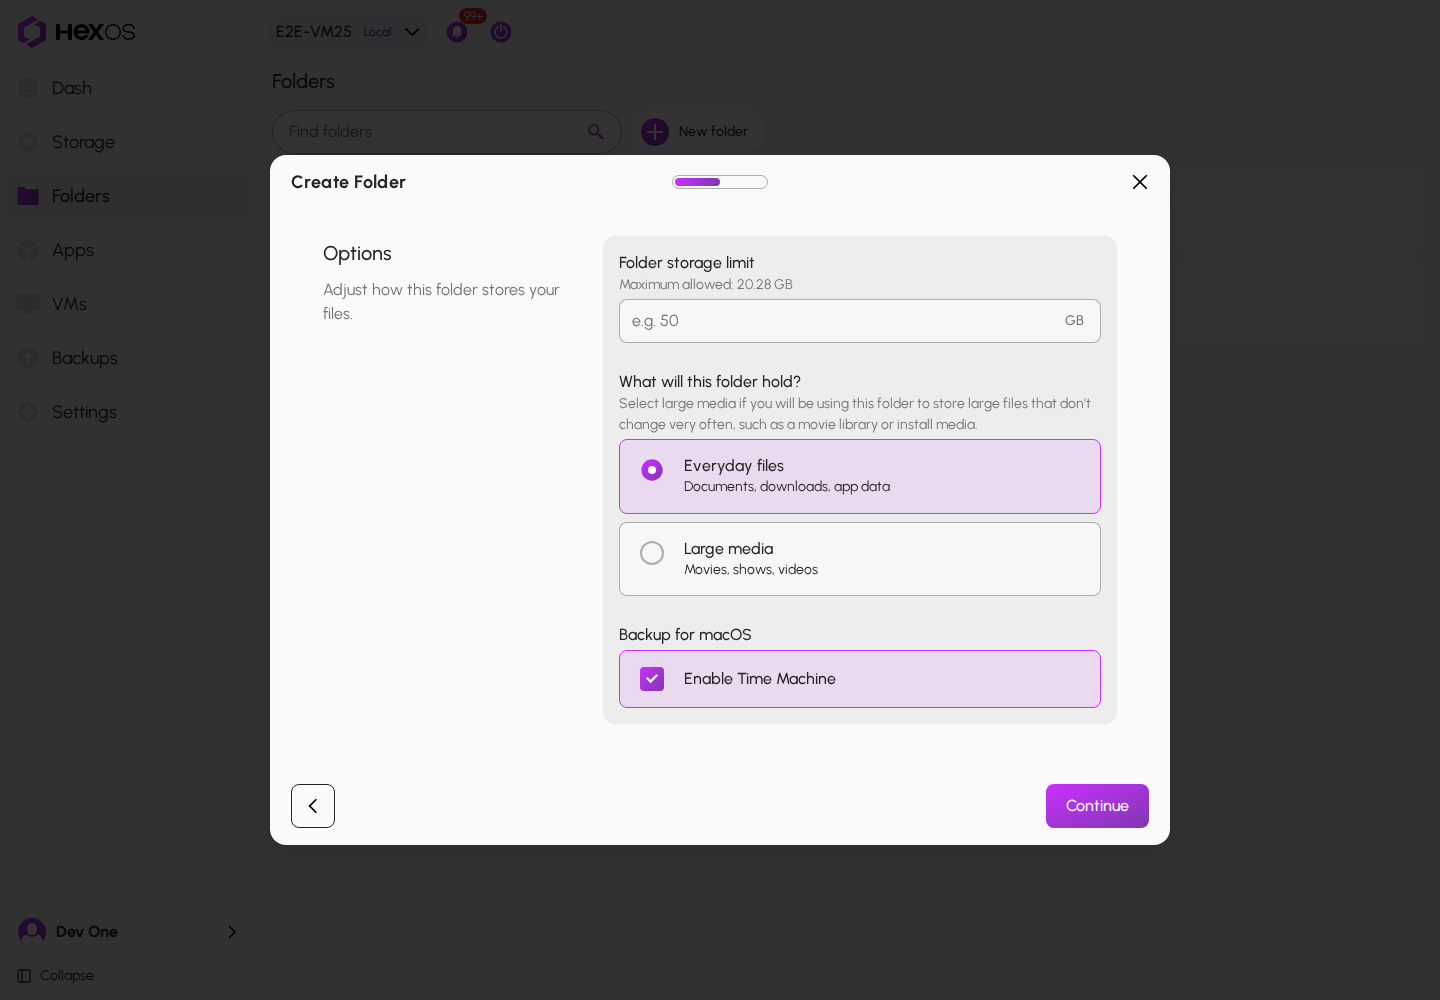 HEXOS
E2E-VM25 Local
99+
Dash
Storage
Folders
Apps
VMs
Backups
Settings
Folders
Find folders
New folder
Create Folder
Options
Adjust how this folder stores your
files.
Folder storage limit
Maximum allowed: 20.28 GB
e.g. 50 GB
What will this folder hold?
Select large media if you will be using this folder to store large files that don't
change very often, such as a movie library or install media.
Everyday files
Documents, downloads, app data
Large media
Movies, shows, videos
Backup for macOS
Enable Time Machine
Continue
Dev One
Collapse